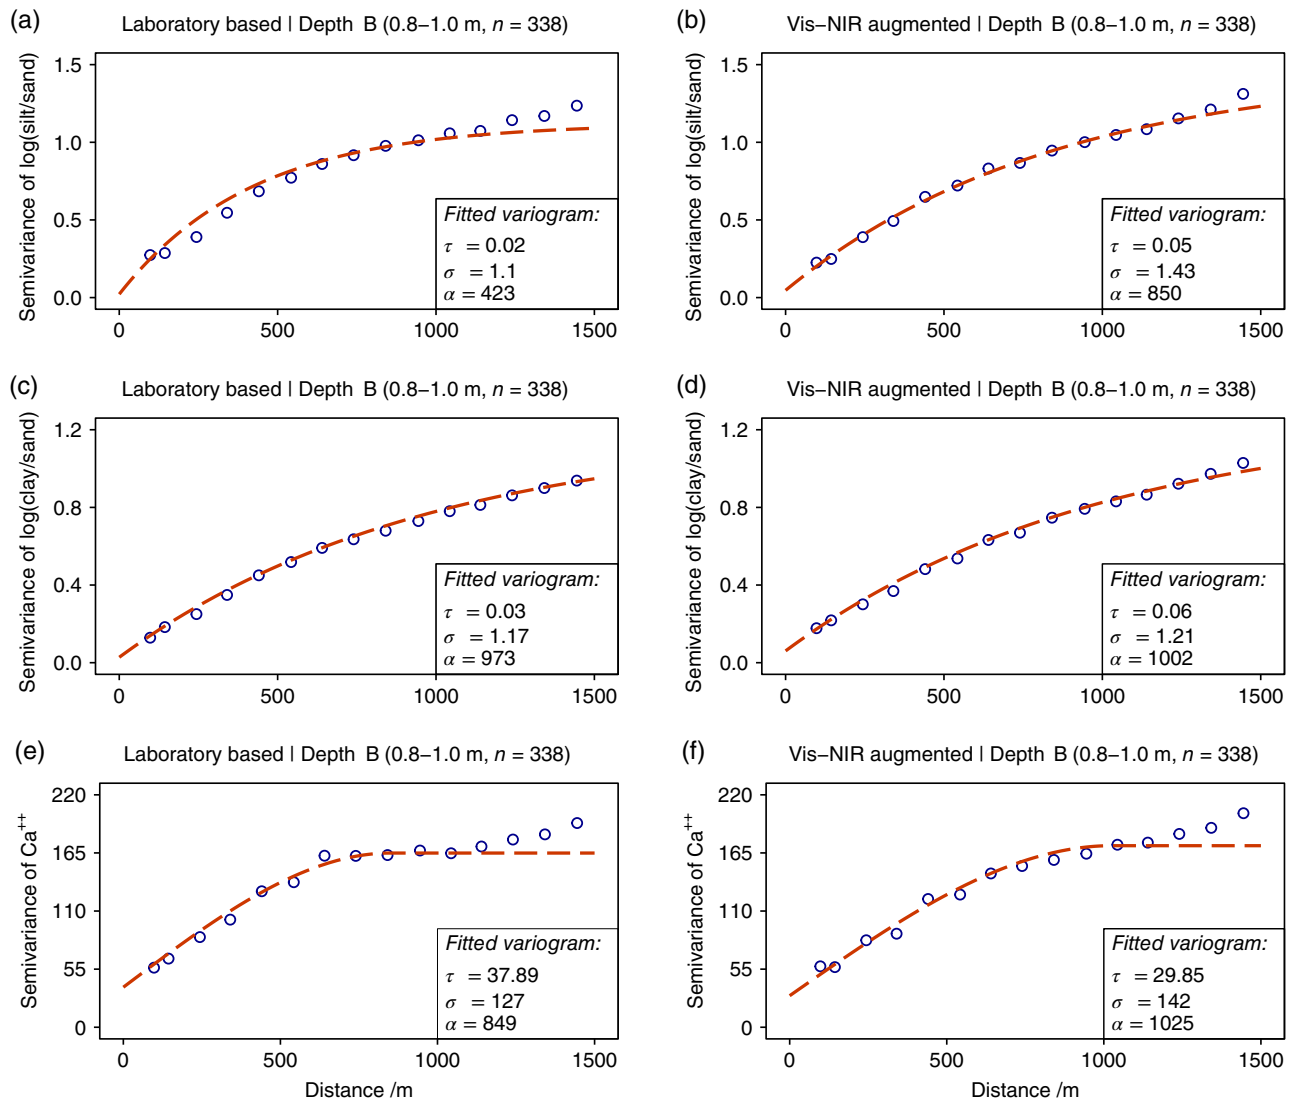 (a) Laboratory based | Depth B (0.8–1.0 m, n = 338)
Semivariance of log(silt/sand)
1.5
1.0
0.5
0.0
Fitted variogram:
τ = 0.02
σ = 1.1
α = 423
0 500 1000 1500
(b) Vis−NIR augmented | Depth B (0.8–1.0 m, n = 338)
Semivariance of log(silt/sand)
1.5
1.0
0.5
0.0
Fitted variogram:
τ = 0.05
σ = 1.43
α = 850
0 500 1000 1500
(c) Laboratory based | Depth B (0.8–1.0 m, n = 338)
Semivariance of log(clay/sand)
1.2
0.8
0.4
0.0
Fitted variogram:
τ = 0.03
σ = 1.17
α = 973
0 500 1000 1500
(d) Vis−NIR augmented | Depth B (0.8–1.0 m, n = 338)
Semivariance of log(clay/sand)
1.2
0.8
0.4
0.0
Fitted variogram:
τ = 0.06
σ = 1.21
α = 1002
0 500 1000 1500
(e) Laboratory based | Depth B (0.8–1.0 m, n = 338)
Semivariance of Ca⁺⁺
220
165
110
55
0
Fitted variogram:
τ = 37.89
σ = 127
α = 849
0 500 1000 1500
Distance /m
(f) Vis−NIR augmented | Depth B (0.8–1.0 m, n = 338)
Semivariance of Ca⁺⁺
220
165
110
55
0
Fitted variogram:
τ = 29.85
σ = 142
α = 1025
0 500 1000 1500
Distance /m